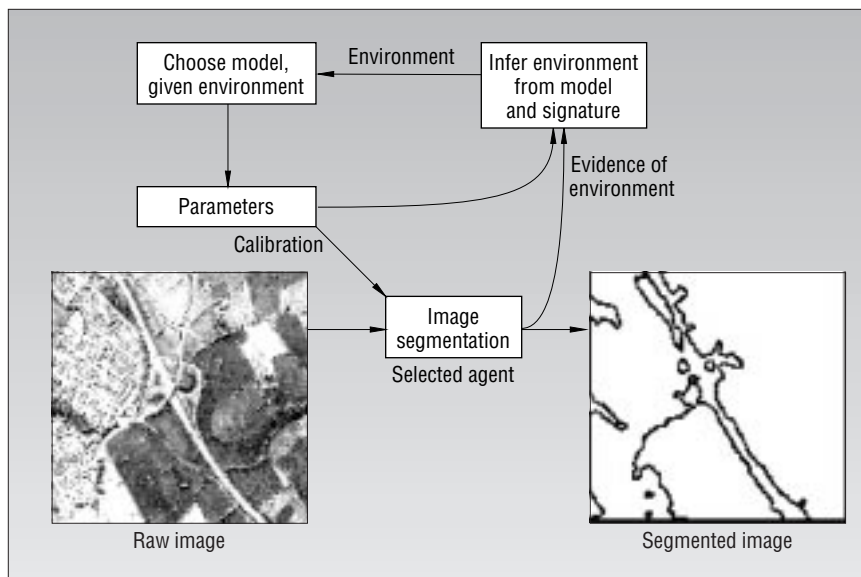 Environment
Choose model,
given environment
Infer environment
from model
and signature
Evidence of
environment
Parameters
Calibration
Image
segmentation
Selected agent
Raw image
Segmented image